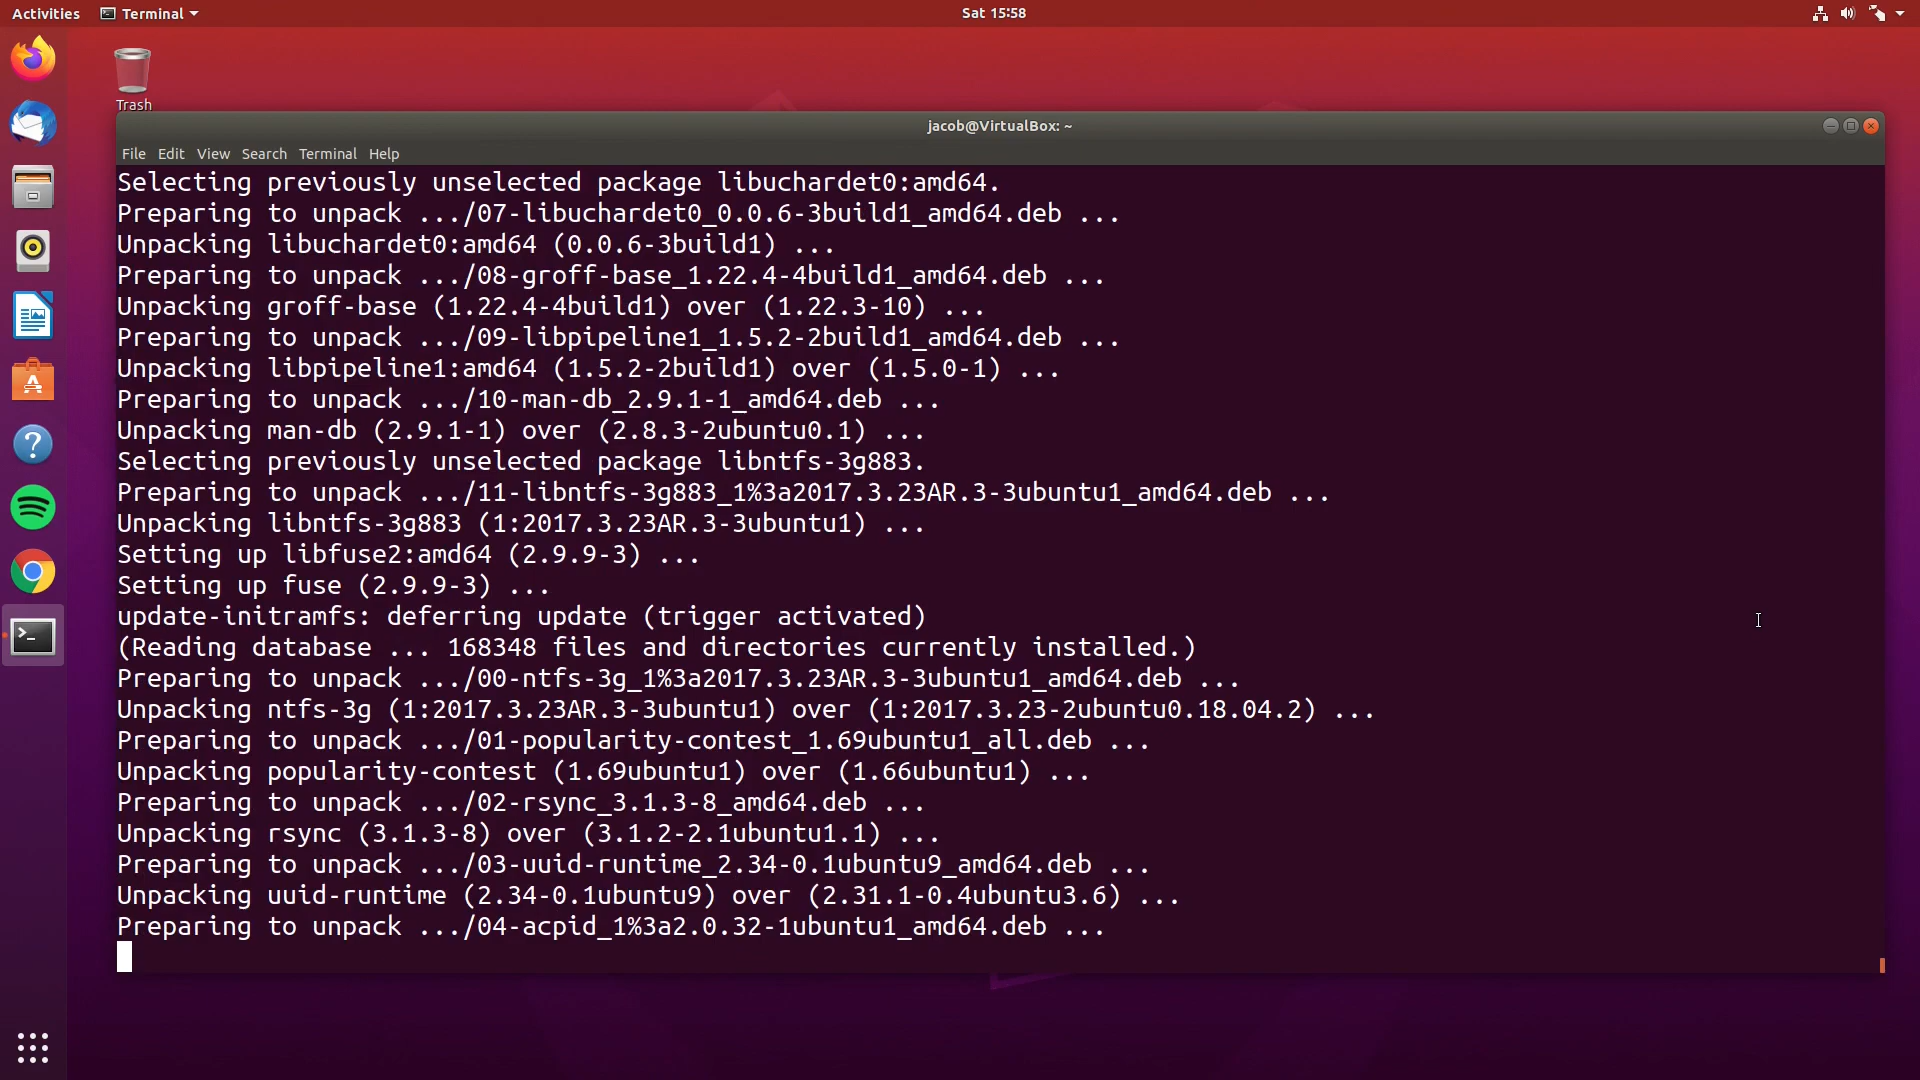 Activities Terminal Sat 15:58
Trash
jacob@VirtualBox: ~
File Edit View Search Terminal Help
Selecting previously unselected package libuchardet0:amd64.
Preparing to unpack .../07-libuchardet0_0.0.6-3build1_amd64.deb ...
Unpacking libuchardet0:amd64 (0.0.6-3build1) ...
Preparing to unpack .../08-groff-base_1.22.4-4build1_amd64.deb ...
Unpacking groff-base (1.22.4-4build1) over (1.22.3-10) ...
Preparing to unpack .../09-libpipeline1_1.5.2-2build1_amd64.deb ...
Unpacking libpipeline1:amd64 (1.5.2-2build1) over (1.5.0-1) ...
Preparing to unpack .../10-man-db_2.9.1-1_amd64.deb ...
Unpacking man-db (2.9.1-1) over (2.8.3-2ubuntu0.1) ...
Selecting previously unselected package libntfs-3g883.
Preparing to unpack .../11-libntfs-3g883_1%3a2017.3.23AR.3-3ubuntu1_amd64.deb ...
Unpacking libntfs-3g883 (1:2017.3.23AR.3-3ubuntu1) ...
Setting up libfuse2:amd64 (2.9.9-3) ...
Setting up fuse (2.9.9-3) ...
update-initramfs: deferring update (trigger activated)
(Reading database ... 168348 files and directories currently installed.)
Preparing to unpack .../00-ntfs-3g_1%3a2017.3.23AR.3-3ubuntu1_amd64.deb ...
Unpacking ntfs-3g (1:2017.3.23AR.3-3ubuntu1) over (1:2017.3.23-2ubuntu0.18.04.2) ...
Preparing to unpack .../01-popularity-contest_1.69ubuntu1_all.deb ...
Unpacking popularity-contest (1.69ubuntu1) over (1.66ubuntu1) ...
Preparing to unpack .../02-rsync_3.1.3-8_amd64.deb ...
Unpacking rsync (3.1.3-8) over (3.1.2-2.1ubuntu1.1) ...
Preparing to unpack .../03-uuid-runtime_2.34-0.1ubuntu9_amd64.deb ...
Unpacking uuid-runtime (2.34-0.1ubuntu9) over (2.31.1-0.4ubuntu3.6) ...
Preparing to unpack .../04-acpid_1%3a2.0.32-1ubuntu1_amd64.deb ...